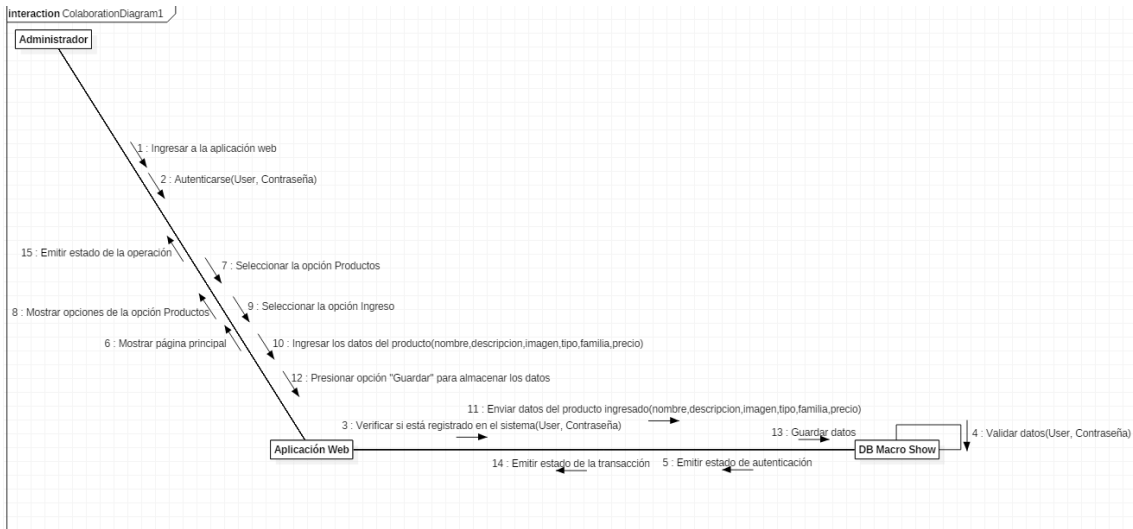 interaction ColaborationDiagram1
Administrador
1 : Ingresar a la aplicación web
2 : Autenticarse(User, Contraseña)
15 : Emitir estado de la operación
7 : Seleccionar la opción Productos
9 : Seleccionar la opción Ingreso
8 : Mostrar opciones de la opción Productos
6 : Mostrar página principal
10 : Ingresar los datos del producto(nombre,descripcion,imagen,tipo,familia,precio)
12 : Presionar opción "Guardar" para almacenar los datos
11 : Enviar datos del producto ingresado(nombre,descripcion,imagen,tipo,familia,precio)
3 : Verificar si está registrado en el sistema(User, Contraseña)
13 : Guardar datos
4 : Validar datos(User, Contraseña)
Aplicación Web
DB Macro Show
14 : Emitir estado de la transacción
5 : Emitir estado de autenticación